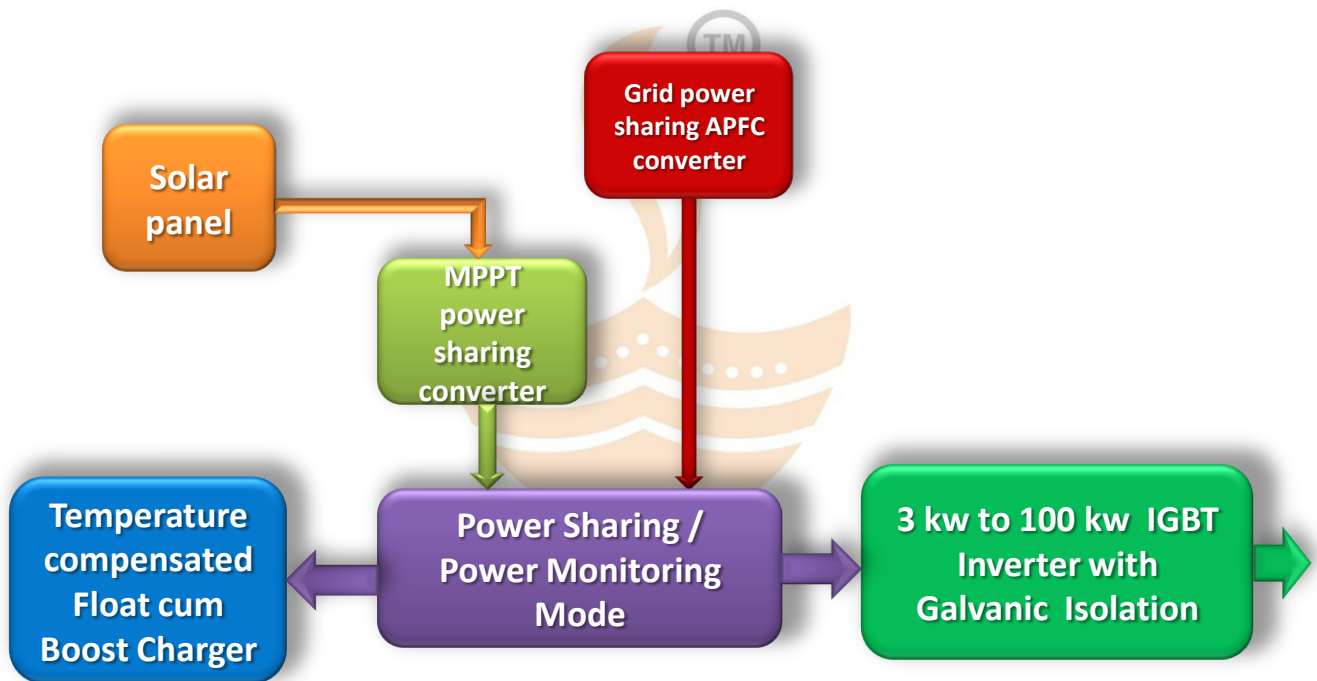 TM
Grid power
sharing APFC
converter
Solar
panel
MPPT
power
sharing
converter
Temperature
compensated
Float cum
Boost Charger
Power Sharing /
Power Monitoring
Mode
3 kw to 100 kw IGBT
Inverter with
Galvanic Isolation